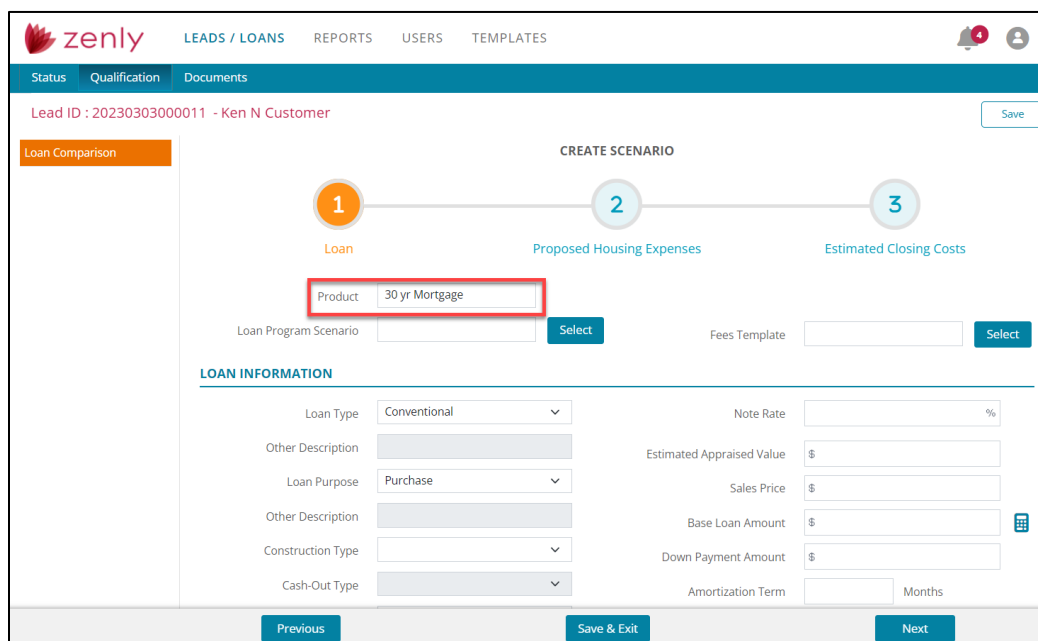 zenly LEADS / LOANS REPORTS USERS TEMPLATES 4
Status Qualification Documents
Lead ID : 20230303000011 - Ken N Customer Save
Loan Comparison CREATE SCENARIO
1 2 3
Loan Proposed Housing Expenses Estimated Closing Costs
Product 30 yr Mortgage
Loan Program Scenario Select Fees Template Select
LOAN INFORMATION
Loan Type Conventional Note Rate %
Other Description Estimated Appraised Value $
Loan Purpose Purchase Sales Price $
Other Description Base Loan Amount $
Construction Type Down Payment Amount $
Cash-Out Type Amortization Term Months
Previous Save & Exit Next